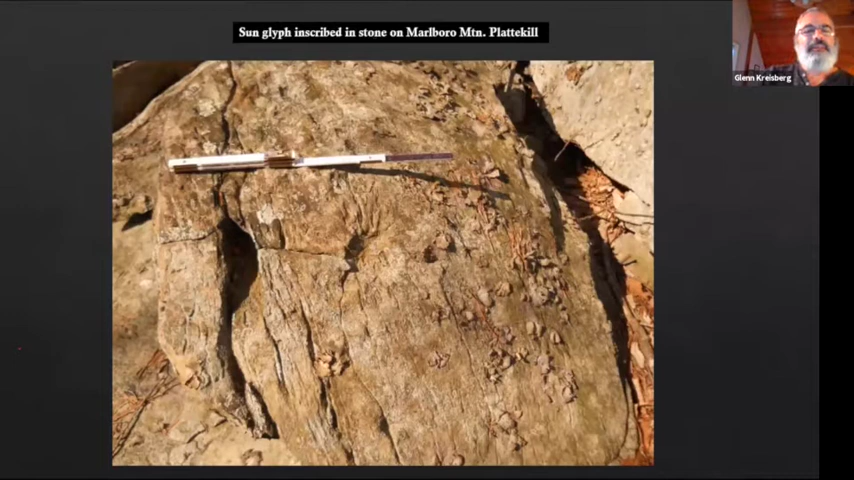 Sun glyph inscribed in stone on Marlboro Mtn. Plattekill
Glenn Kreisberg